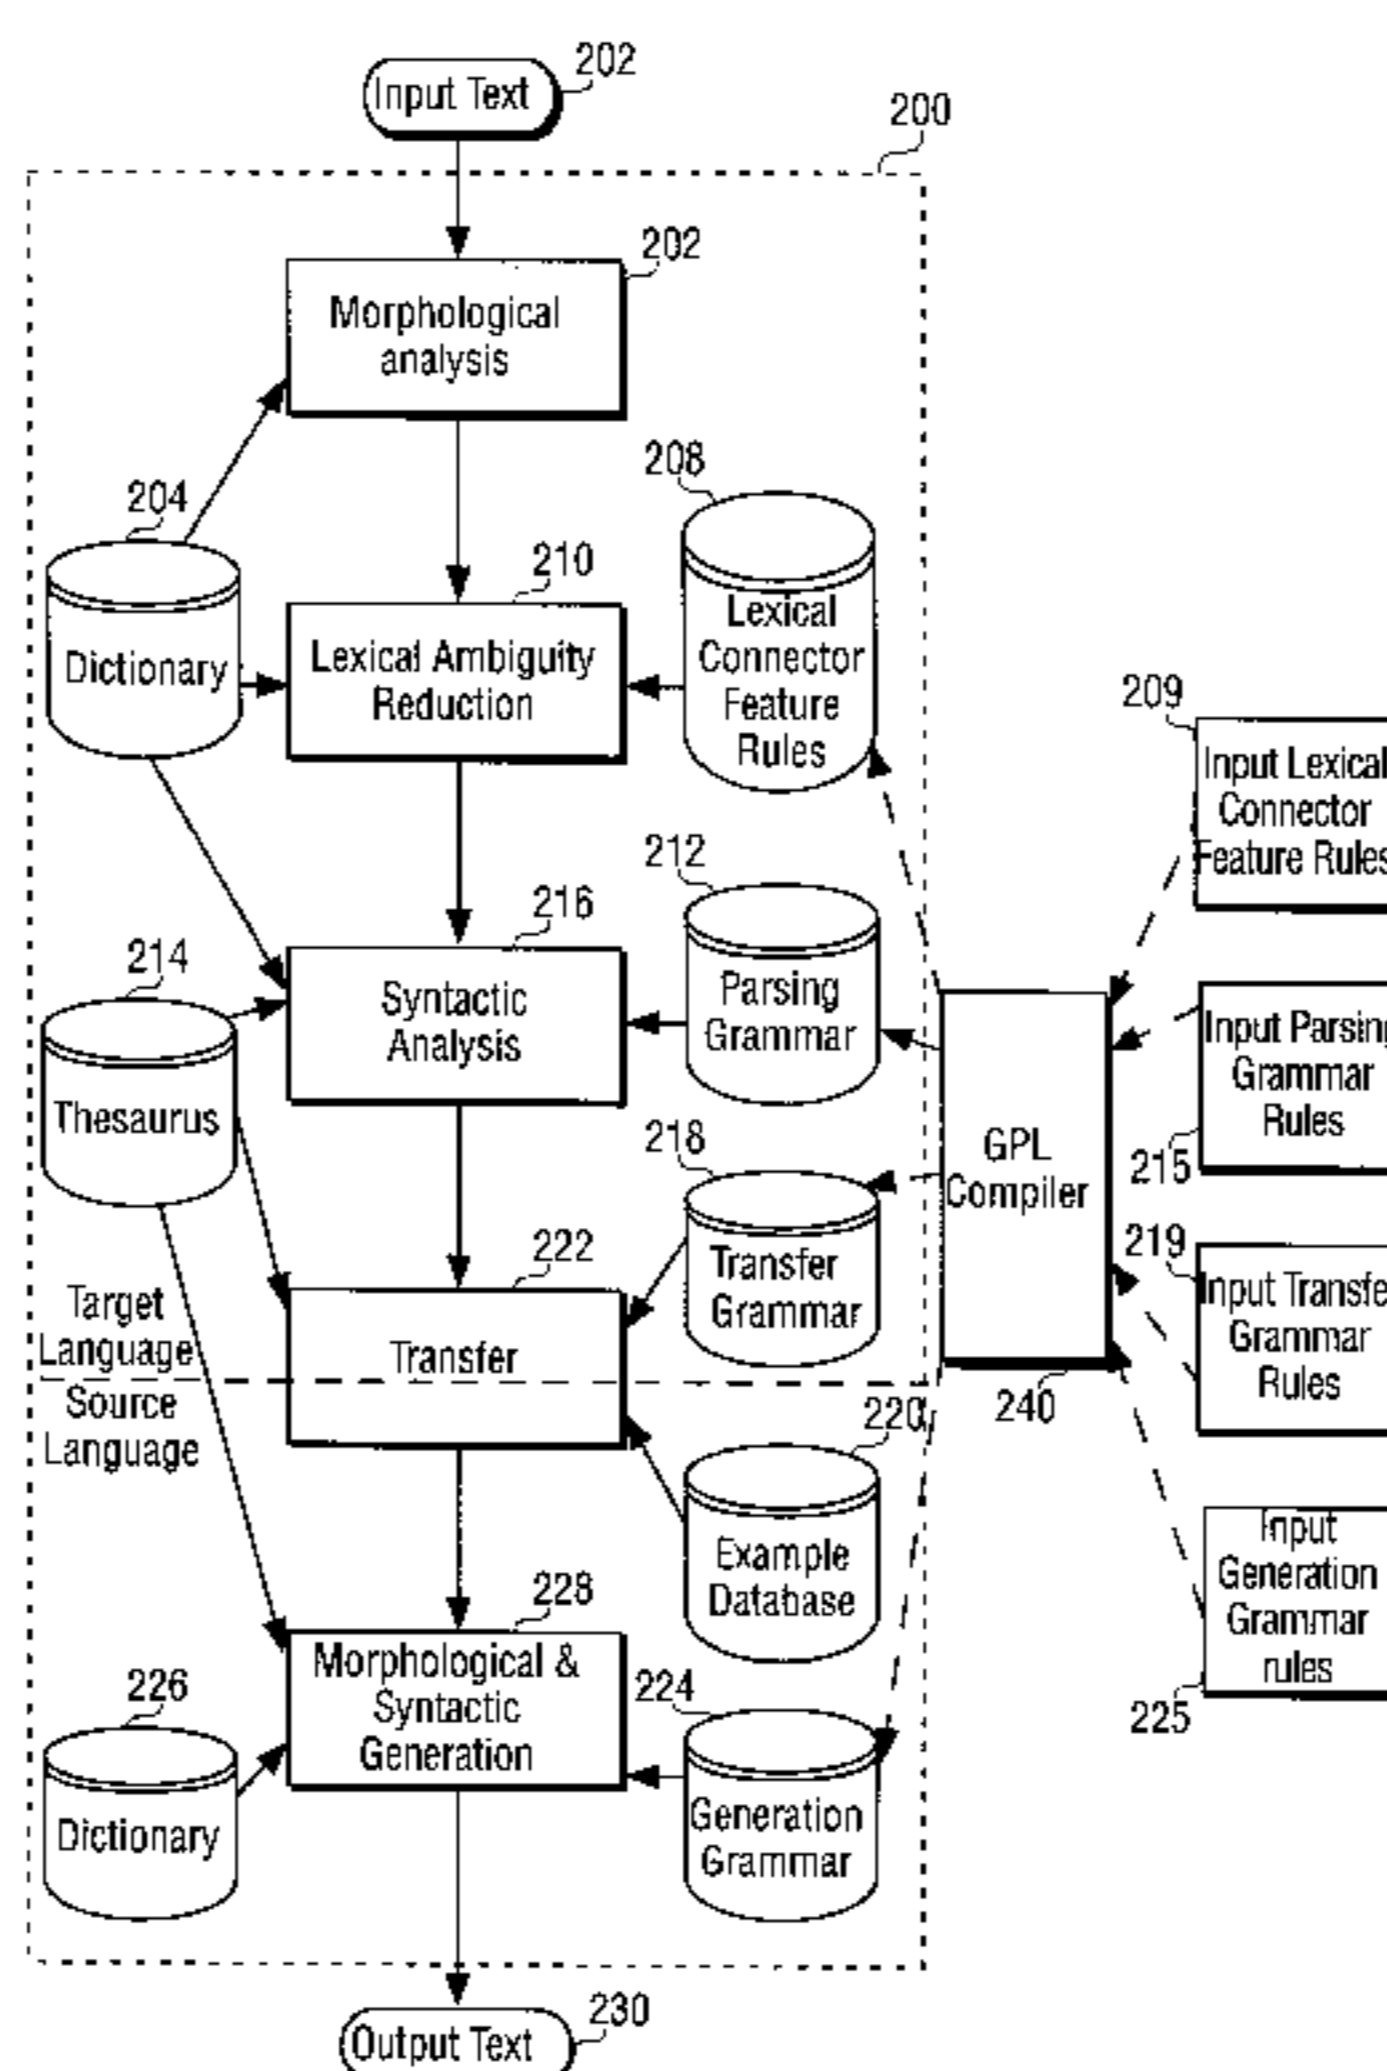 Input Text
202
200
202
Morphological
analysis
208
204
210
Lexical Ambiguity
Reduction
Dictionary
Lexical
Connector
Feature
Rules
209
Input Lexical
Connector
Feature Rules
212
216
214
Syntactic
Analysis
Parsing
Grammar
Input Parsing
Grammar
Rules
215
Thesaurus
218
GPL
Compiler
240
222
219
Input Transfe
Grammar
Rules
Target
Language
Transfer
Transfer
Grammar
Source
Language
220
Example
Database
Input
Generation
Grammar
rules
225
228
Morphological &
Syntactic
Generation
226
224
Dictionary
Generation
Grammar
230
Output Text